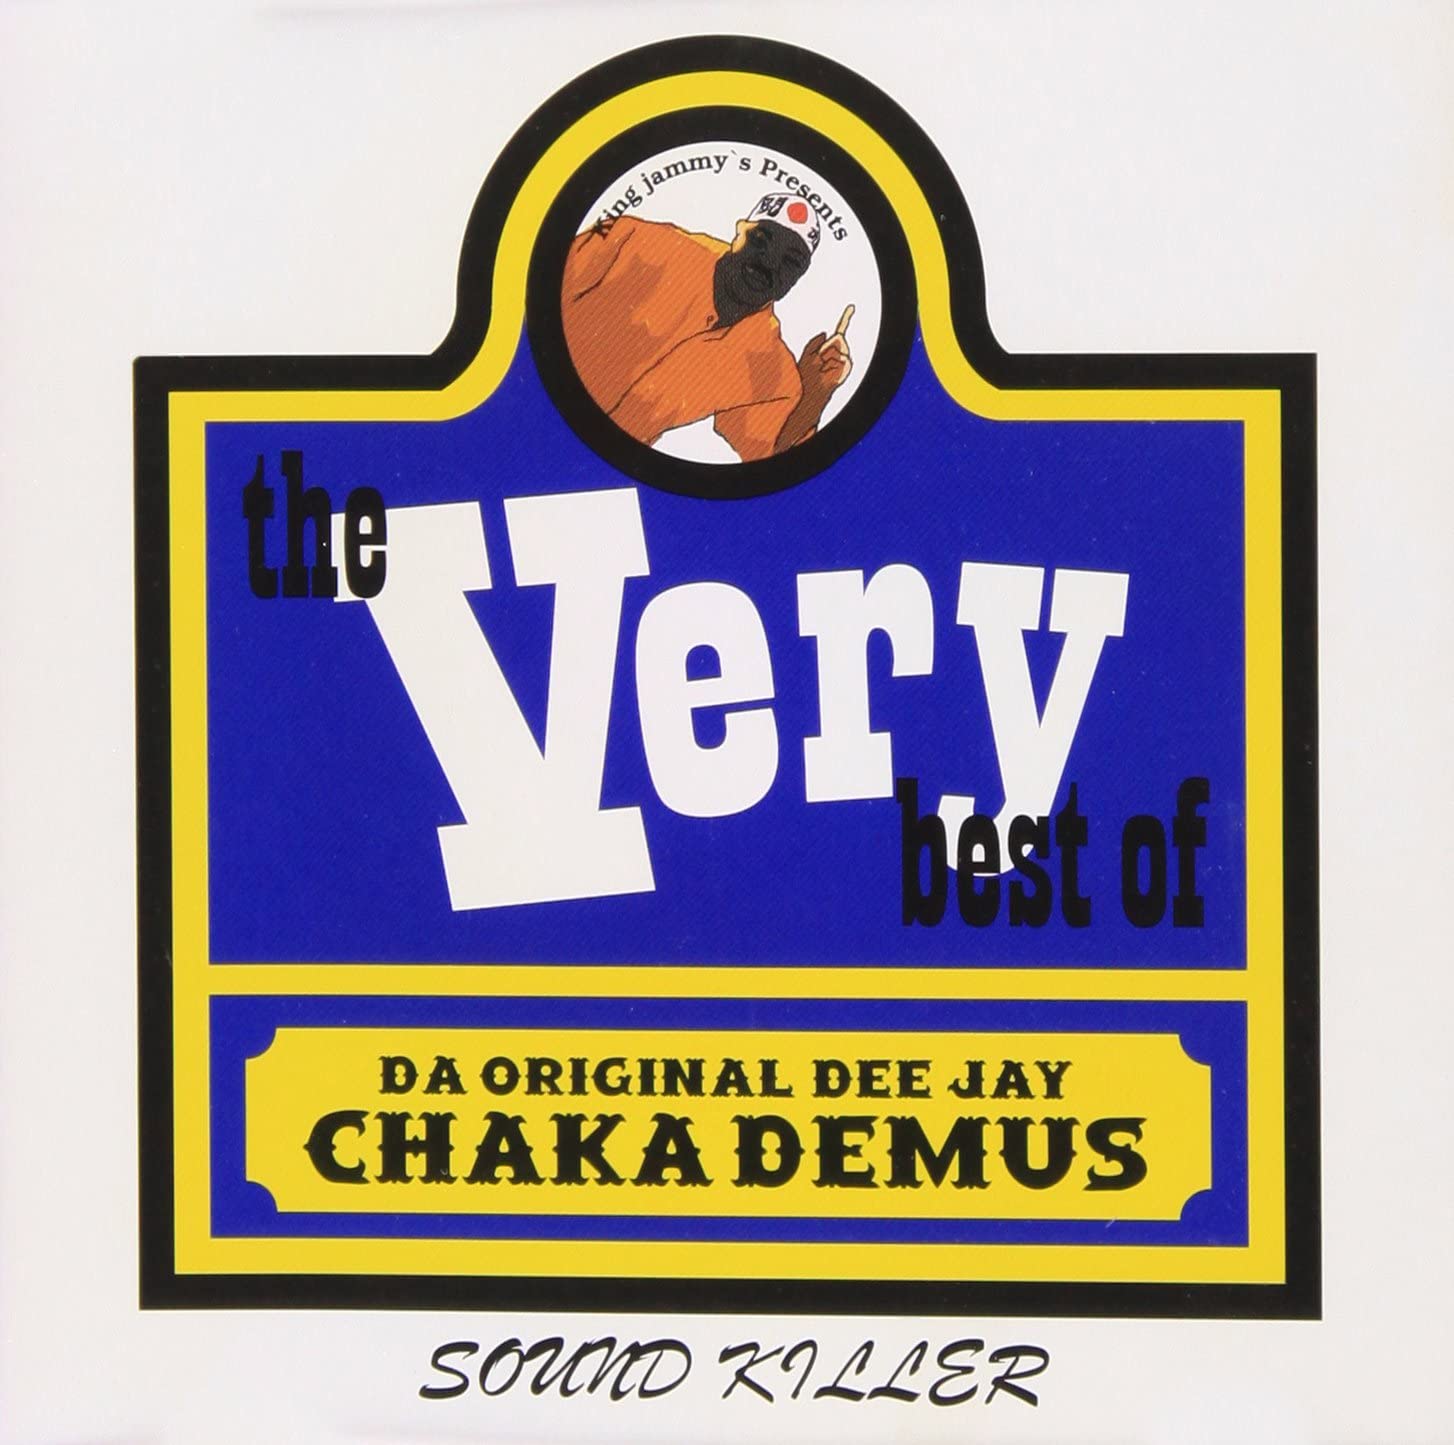 King jammy`s Presents
the
Very
best of
DA ORIGINAL DEE JAY
CHAKA DEMUS
SOUND KILLER